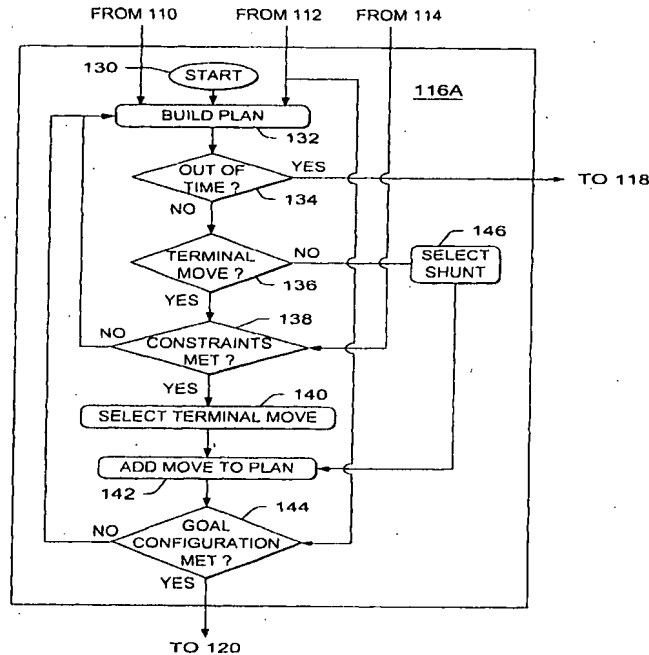 FROM 110
FROM 112
FROM 114
130
START
116A
BUILD PLAN
132
OUT OF
TIME ?
YES
134
TO 118
NO
146
TERMINAL
MOVE ?
NO
SELECT
SHUNT
136
YES
138
NO
CONSTRAINTS
MET ?
YES
140
SELECT TERMINAL MOVE
ADD MOVE TO PLAN
142
144
NO
GOAL
CONFIGURATION
MET ?
YES
TO 120